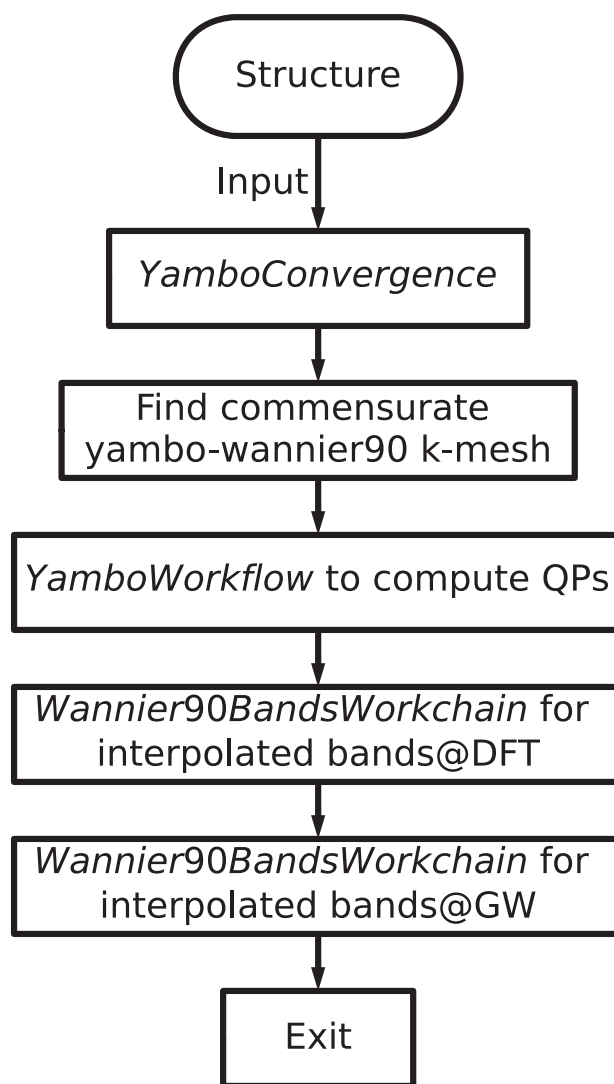 Structure
Input
YamboConvergence
Find commensurate
yambo-wannier90 k-mesh
YamboWorkflow to compute QPs
Wannier90BandsWorkchain for
interpolated bands@DFT
Wannier90BandsWorkchain for
interpolated bands@GW
Exit